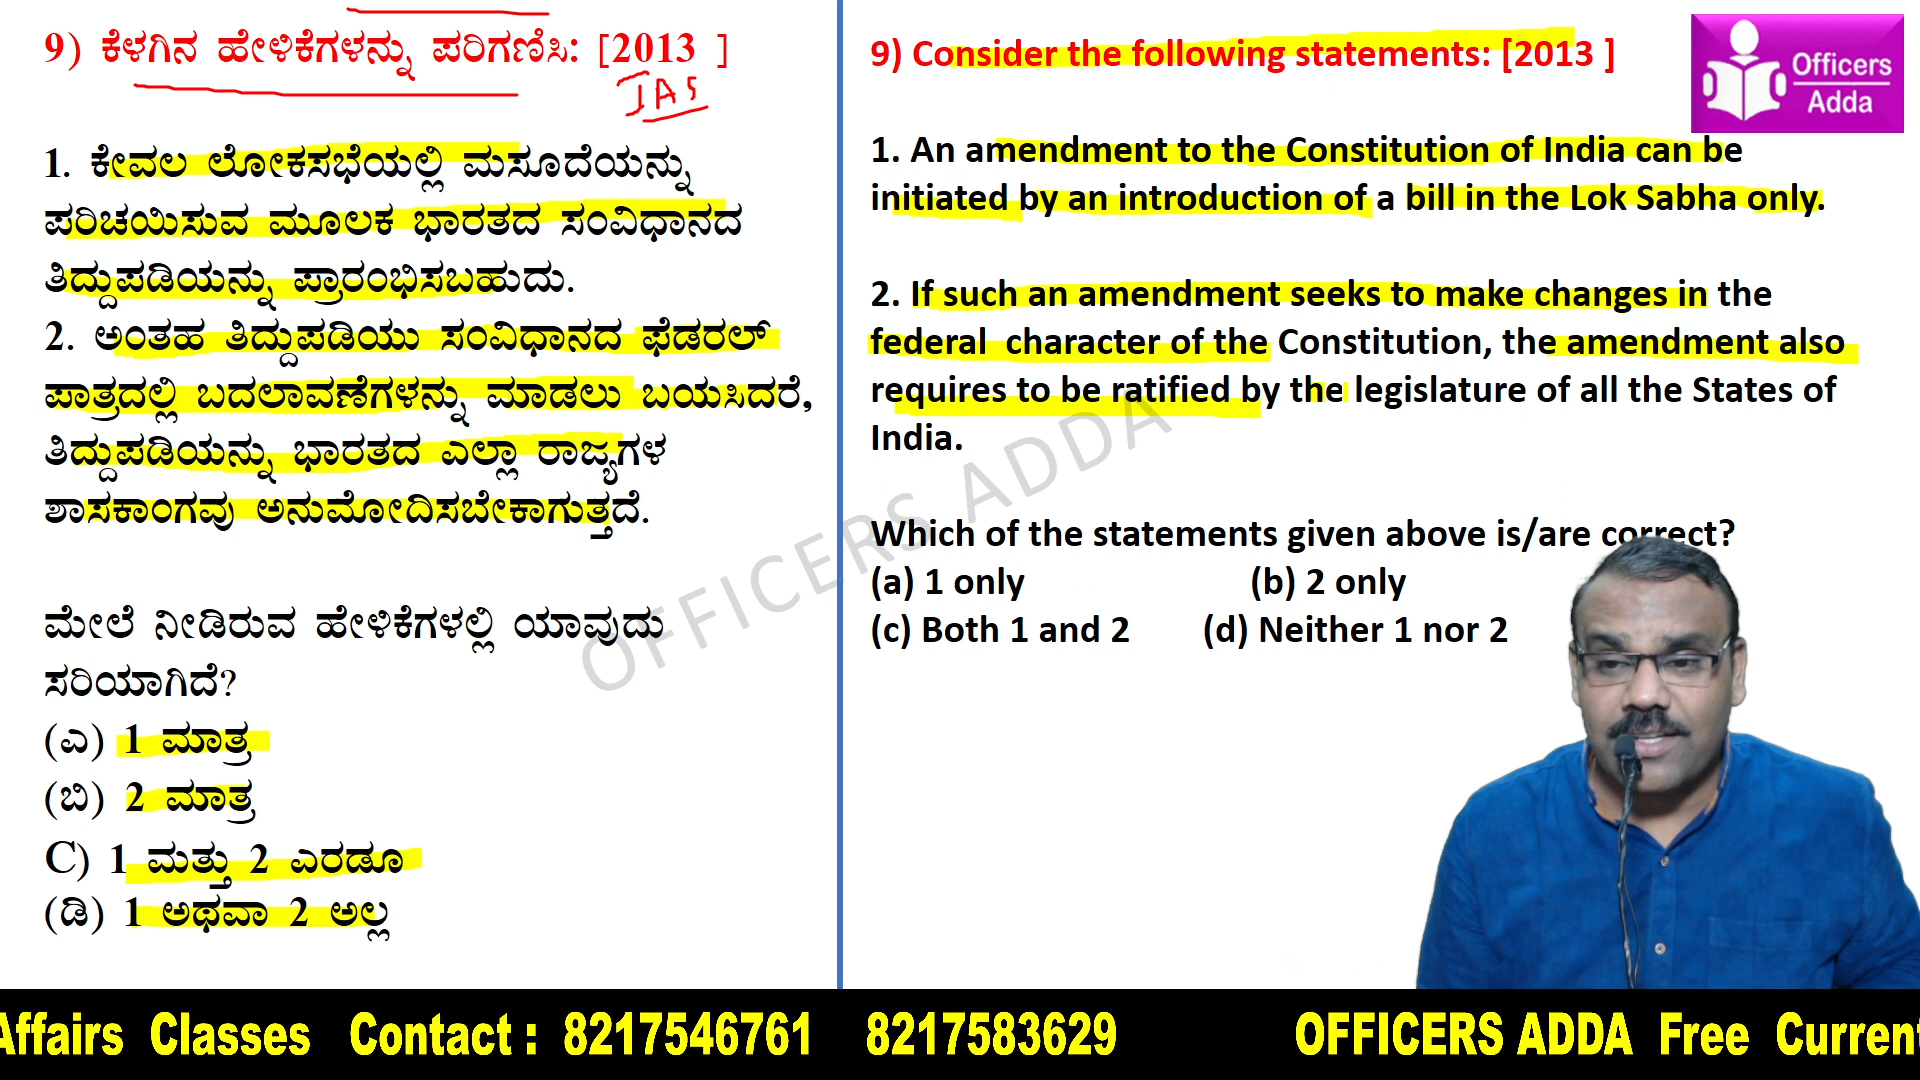 9) ಕೆಳಗಿನ ಹೇಳಿಕೆಗಳನ್ನು ಪರಿಗಣಿಸಿ: [2013 ]
IAS
1. ಕೇವಲ ಲೋಕಸಭೆಯಲ್ಲಿ ಮಸೂದೆಯನ್ನು
ಪರಿಚಯಿಸುವ ಮೂಲಕ ಭಾರತದ ಸಂವಿಧಾನದ
ತಿದ್ದುಪಡಿಯನ್ನು ಪ್ರಾರಂಭಿಸಬಹುದು.
2. ಅಂತಹ ತಿದ್ದುಪಡಿಯು ಸಂವಿಧಾನದ ಫೆಡರಲ್
ಪಾತ್ರದಲ್ಲಿ ಬದಲಾವಣೆಗಳನ್ನು ಮಾಡಲು ಬಯಸಿದರೆ,
ತಿದ್ದುಪಡಿಯನ್ನು ಭಾರತದ ಎಲ್ಲಾ ರಾಜ್ಯಗಳ
ಶಾಸಕಾಂಗವು ಅನುಮೋದಿಸಬೇಕಾಗುತ್ತದೆ.
ಮೇಲೆ ನೀಡಿರುವ ಹೇಳಿಕೆಗಳಲ್ಲಿ ಯಾವುದು
ಸರಿಯಾಗಿದೆ?
(ಎ) 1 ಮಾತ್ರ
(ಬಿ) 2 ಮಾತ್ರ
C) 1 ಮತ್ತು 2 ಎರಡೂ
(ಡಿ) 1 ಅಥವಾ 2 ಅಲ್ಲ
9) Consider the following statements: [2013 ]
1. An amendment to the Constitution of India can be
initiated by an introduction of a bill in the Lok Sabha only.
2. If such an amendment seeks to make changes in the
federal character of the Constitution, the amendment also
requires to be ratified by the legislature of all the States of
India.
Which of the statements given above is/are correct?
(a) 1 only (b) 2 only
(c) Both 1 and 2 (d) Neither 1 nor 2
Officers
Adda
OFFICERS ADDA
Affairs Classes Contact : 8217546761 8217583629 OFFICERS ADDA Free Current